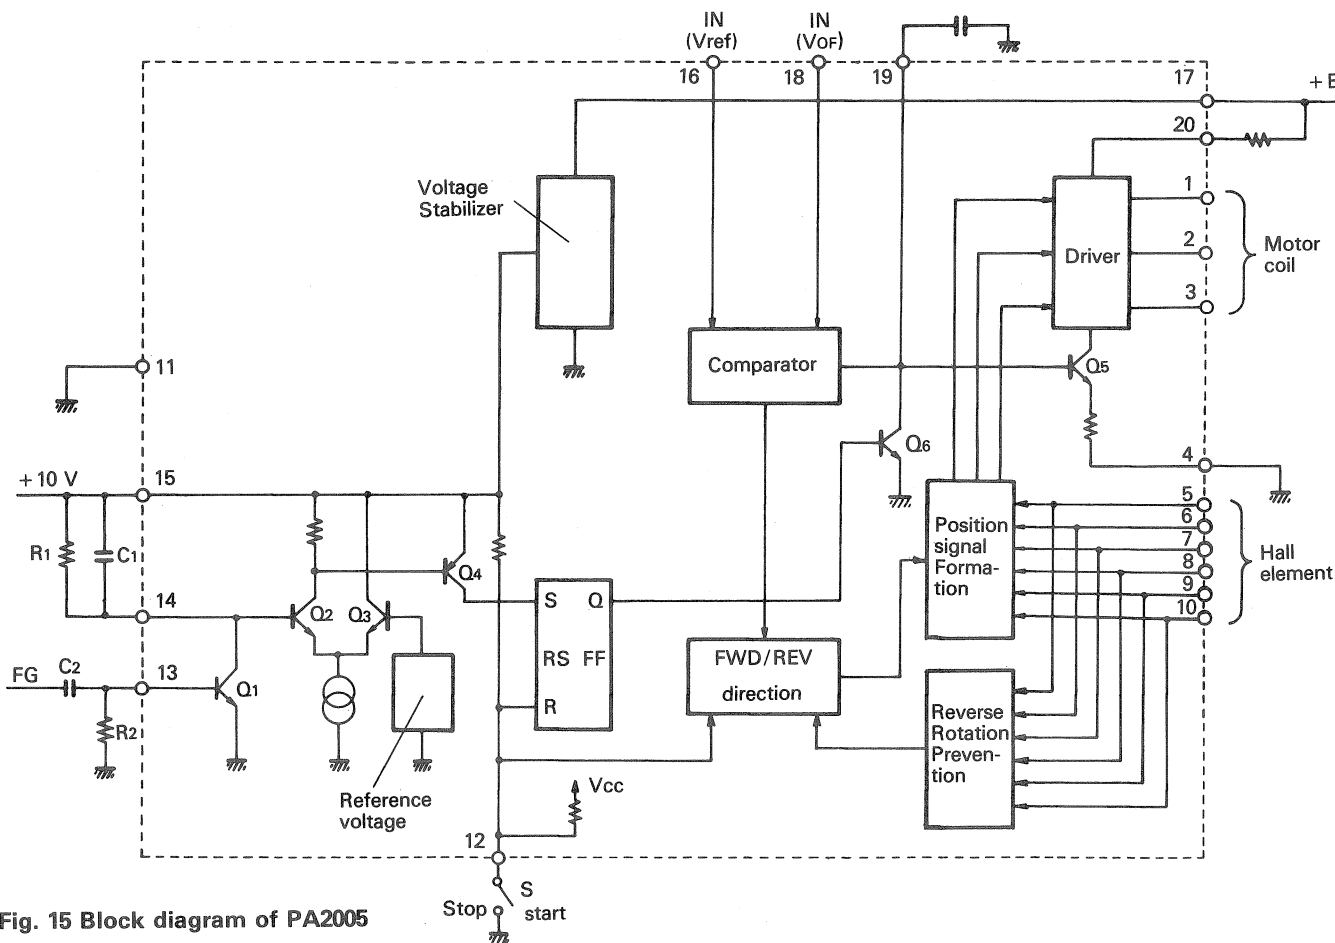 IN
(Vref)
IN
(VOF)
16
18
19
17
20
Voltage
Stabilizer
1
2
3
Driver
Motor
coil
11
Comparator
Q5
Q6
+10 V
15
4
R1
C1
Q4
5
6
7
8
9
10
Position
signal
Forma-
tion
Hall
element
14
Q2
Q3
S
Q
RS FF
R
FG
C2
13
Q1
R2
FWD/REV
direction
Reverse
Rotation
Preven-
tion
Reference
voltage
Vcc
12
S
Stop
start
Fig. 15 Block diagram of PA2005